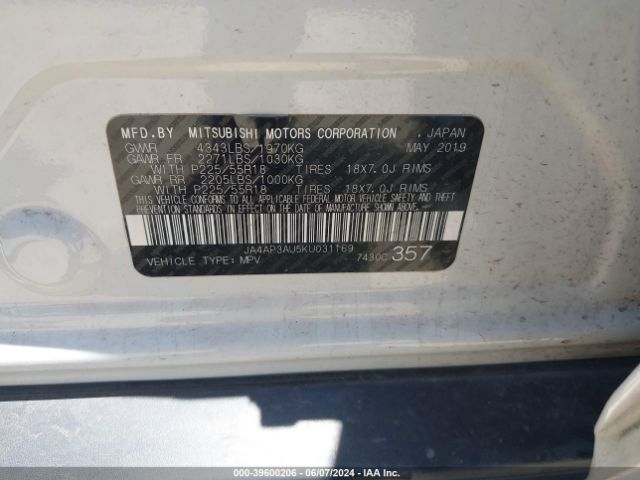 MFD.BY MITSUBISHI MOTORS CORPORATION , JAPAN
GVWR 4343LBS/1970KG MAY 2019
GAWR FR 2271LBS/1030KG
WITH P225/55R18 TIRES 18X7.0J RIMS
GAWR RR 2205LBS/1000KG
WITH P225/55R18 TIRES 18X7.0J RIMS
THIS VEHICLE CONFORMS TO ALL APPLICABLE FEDERAL MOTOR VEHICLE
SAFETY, BUMPER, AND THEFT PREVENTION STANDARDS IN EFFECT
ON THE DATE OF MANUFACTURE SHOWN ABOVE.
JA4AP3AU5KU031169
VEHICLE TYPE: MPV 7430C 357
000-39600206 - 06/07/2024 - IAA Inc.